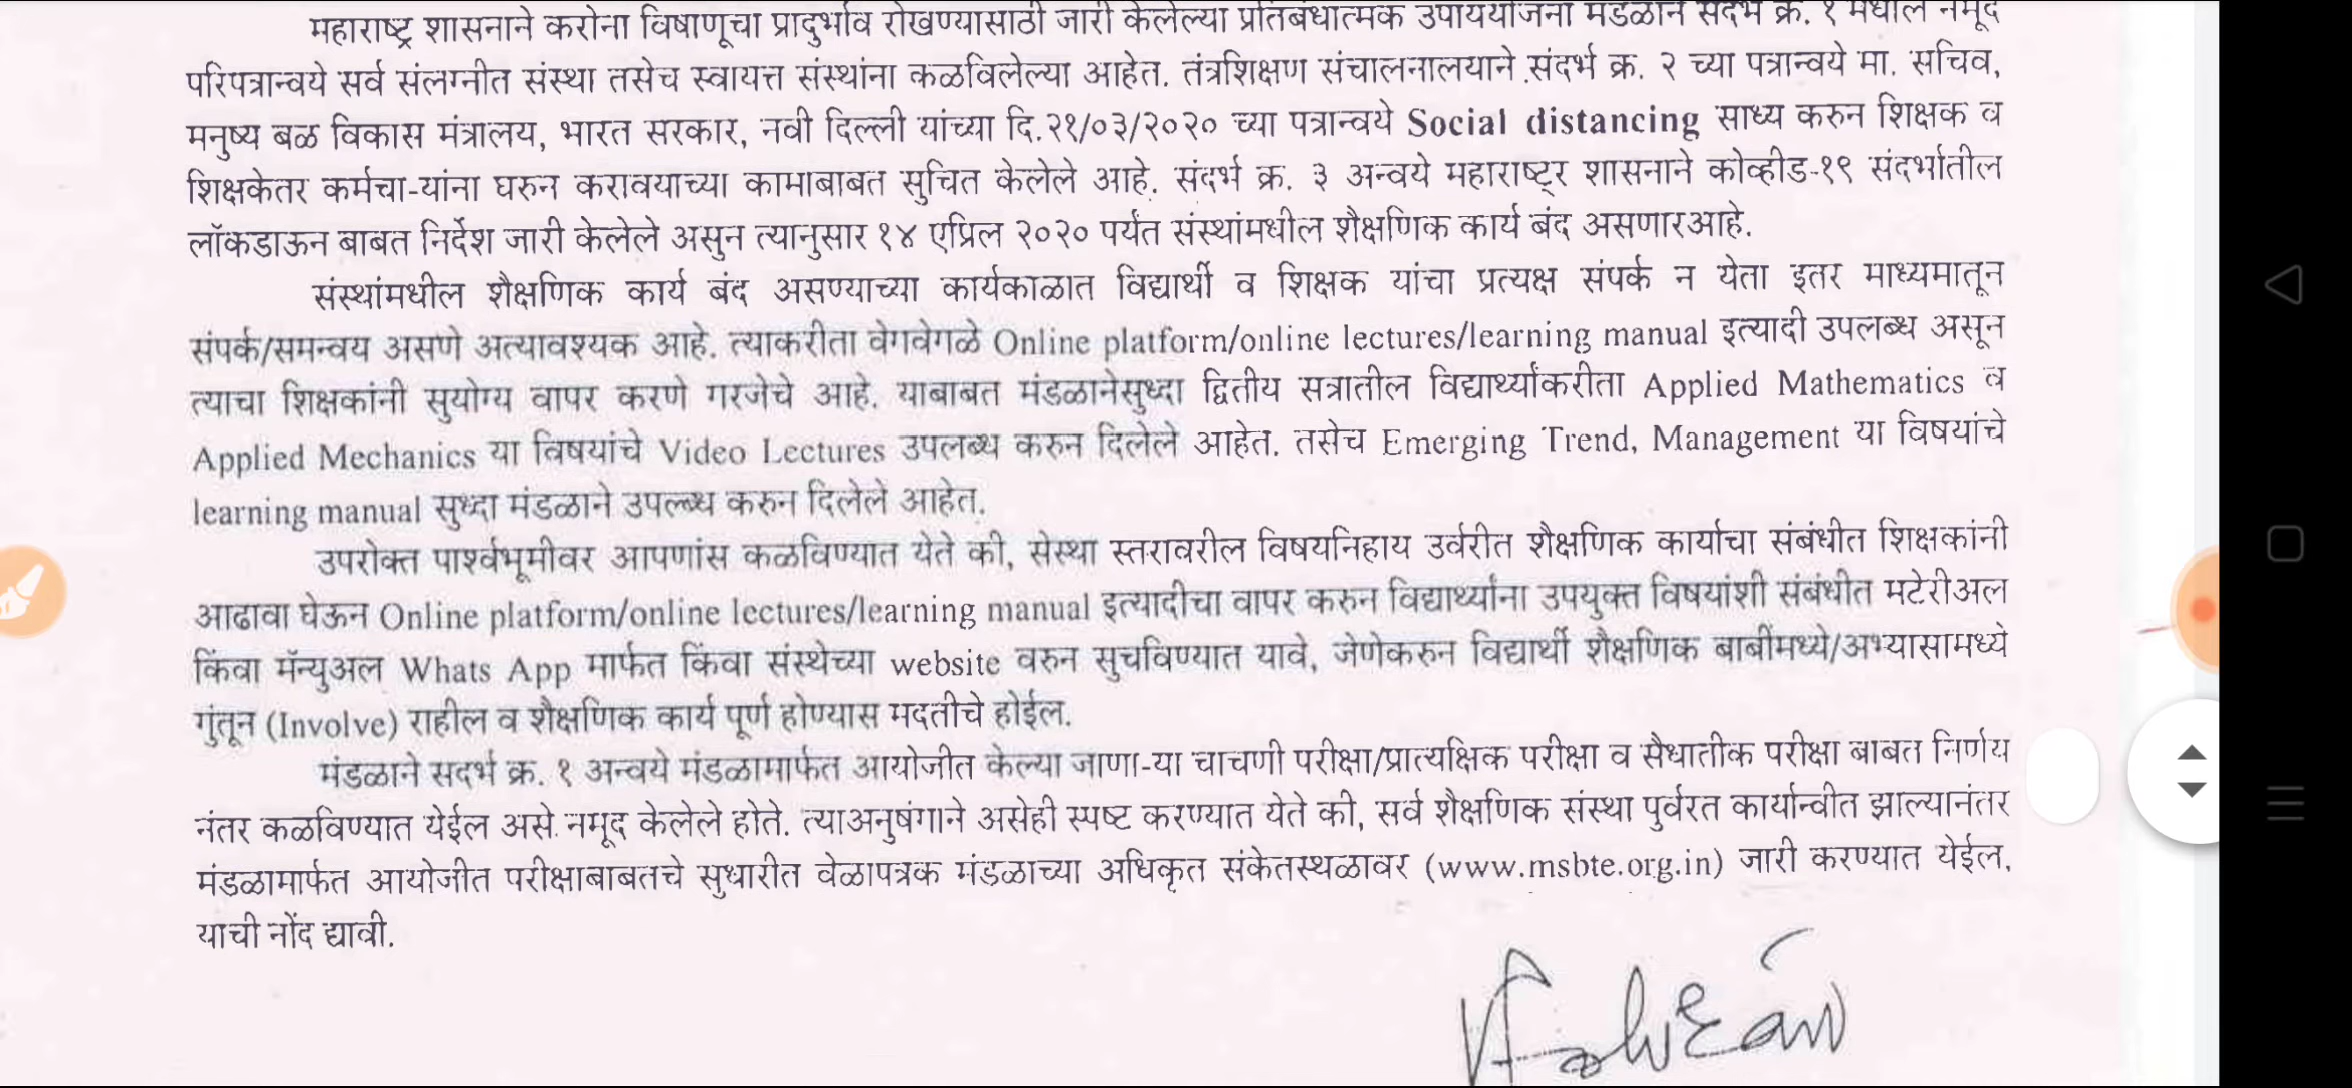 महाराष्ट्र शासनाने करोना विषाणूचा प्रादुर्भाव रोखण्यासाठी जारी केलेल्या प्रतिबंधात्मक उपाययोजना मंडळाने संदर्भ क्र. १ मधील नमूद
परिपत्रान्वये सर्व संलग्नीत संस्था तसेच स्वायत्त संस्थांना कळविलेल्या आहेत. तंत्रशिक्षण संचालनालयाने संदर्भ क्र. २ च्या पत्रान्वये मा. सचिव,
मनुष्य बळ विकास मंत्रालय, भारत सरकार, नवी दिल्ली यांच्या दि.२१/०३/२०२० च्या पत्रान्वये Social distancing साध्य करुन शिक्षक व
शिक्षकेतर कर्मचा-यांना घरुन करावयाच्या कामाबाबत सुचित केलेले आहे. संदर्भ क्र. ३ अन्वये महाराष्ट्र शासनाने कोव्हीड-१९ संदर्भातील
लॉकडाऊन बाबत निर्देश जारी केलेले असुन त्यानुसार १४ एप्रिल २०२० पर्यंत संस्थांमधील शैक्षणिक कार्य बंद असणारआहे.
संस्थांमधील शैक्षणिक कार्य बंद असण्याच्या कार्यकाळात विद्यार्थी व शिक्षक यांचा प्रत्यक्ष संपर्क न येता इतर माध्यमातून
संपर्क/समन्वय असणे अत्यावश्यक आहे. त्याकरीता वेगवेगळे Online platform/online lectures/learning manual इत्यादी उपलब्ध असून
त्याचा शिक्षकांनी सुयोग्य वापर करणे गरजेचे आहे. याबाबत मंडळानेसुध्दा द्वितीय सत्रातील विद्यार्थ्यांकरीता Applied Mathematics व
Applied Mechanics या विषयांचे Video Lectures उपलब्ध करुन दिलेले आहेत. तसेच Emerging Trend, Management या विषयांचे
learning manual सुध्दा मंडळाने उपल्ब्ध करुन दिलेले आहेत.
उपरोक्त पार्श्वभूमीवर आपणांस कळविण्यात येते की, सेस्था स्तरावरील विषयनिहाय उर्वरीत शैक्षणिक कार्याचा संबंधीत शिक्षकांनी
आढावा घेऊन Online platform/online lectures/learning manual इत्यादीचा वापर करुन विद्यार्थ्यांना उपयुक्त विषयांशी संबंधीत मटेरीअल
किंवा मॅन्युअल Whats App मार्फत किंवा संस्थेच्या website वरुन सुचविण्यात यावे, जेणेकरुन विद्यार्थी शैक्षणिक बाबींमध्ये/अभ्यासामध्ये
गुंतून (Involve) राहील व शैक्षणिक कार्य पूर्ण होण्यास मदतीचे होईल.
मंडळाने सदर्भ क्र. १ अन्वये मंडळामार्फत आयोजीत केल्या जाणा-या चाचणी परीक्षा/प्रात्यक्षिक परीक्षा व सैधातीक परीक्षा बाबत निर्णय
नंतर कळविण्यात येईल असे नमूद केलेले होते. त्याअनुषंगाने असेही स्पष्ट करण्यात येते की, सर्व शैक्षणिक संस्था पुर्वरत कार्यान्वीत झाल्यानंतर
मंडळामार्फत आयोजीत परीक्षाबाबतचे सुधारीत वेळापत्रक मंडळाच्या अधिकृत संकेतस्थळावर (www.msbte.org.in) जारी करण्यात येईल,
याची नोंद द्यावी.